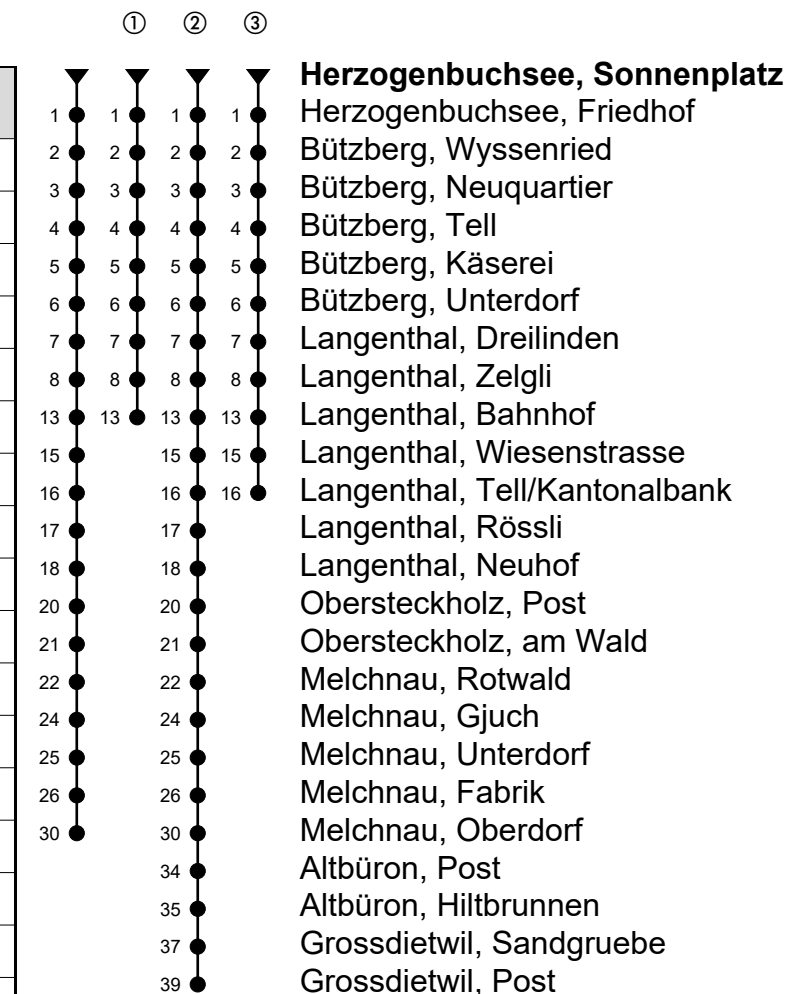 ① ② ③
Herzogenbuchsee, Sonnenplatz
1 1 1 1 Herzogenbuchsee, Friedhof
2 2 2 2 Bützberg, Wyssenried
3 3 3 3 Bützberg, Neuquartier
4 4 4 4 Bützberg, Tell
5 5 5 5 Bützberg, Käserei
6 6 6 6 Bützberg, Unterdorf
7 7 7 7 Langenthal, Dreilinden
8 8 8 8 Langenthal, Zelgli
13 13 13 13 Langenthal, Bahnhof
15 15 15 Langenthal, Wiesenstrasse
16 16 16 Langenthal, Tell/Kantonalbank
17 17 Langenthal, Rössli
18 18 Langenthal, Neuhof
20 20 Obersteckholz, Post
21 21 Obersteckholz, am Wald
22 22 Melchnau, Rotwald
24 24 Melchnau, Gjuch
25 25 Melchnau, Unterdorf
26 26 Melchnau, Fabrik
30 30 Melchnau, Oberdorf
34 Altbüron, Post
35 Altbüron, Hiltbrunnen
37 Grossdietwil, Sandgruebe
39 Grossdietwil, Post